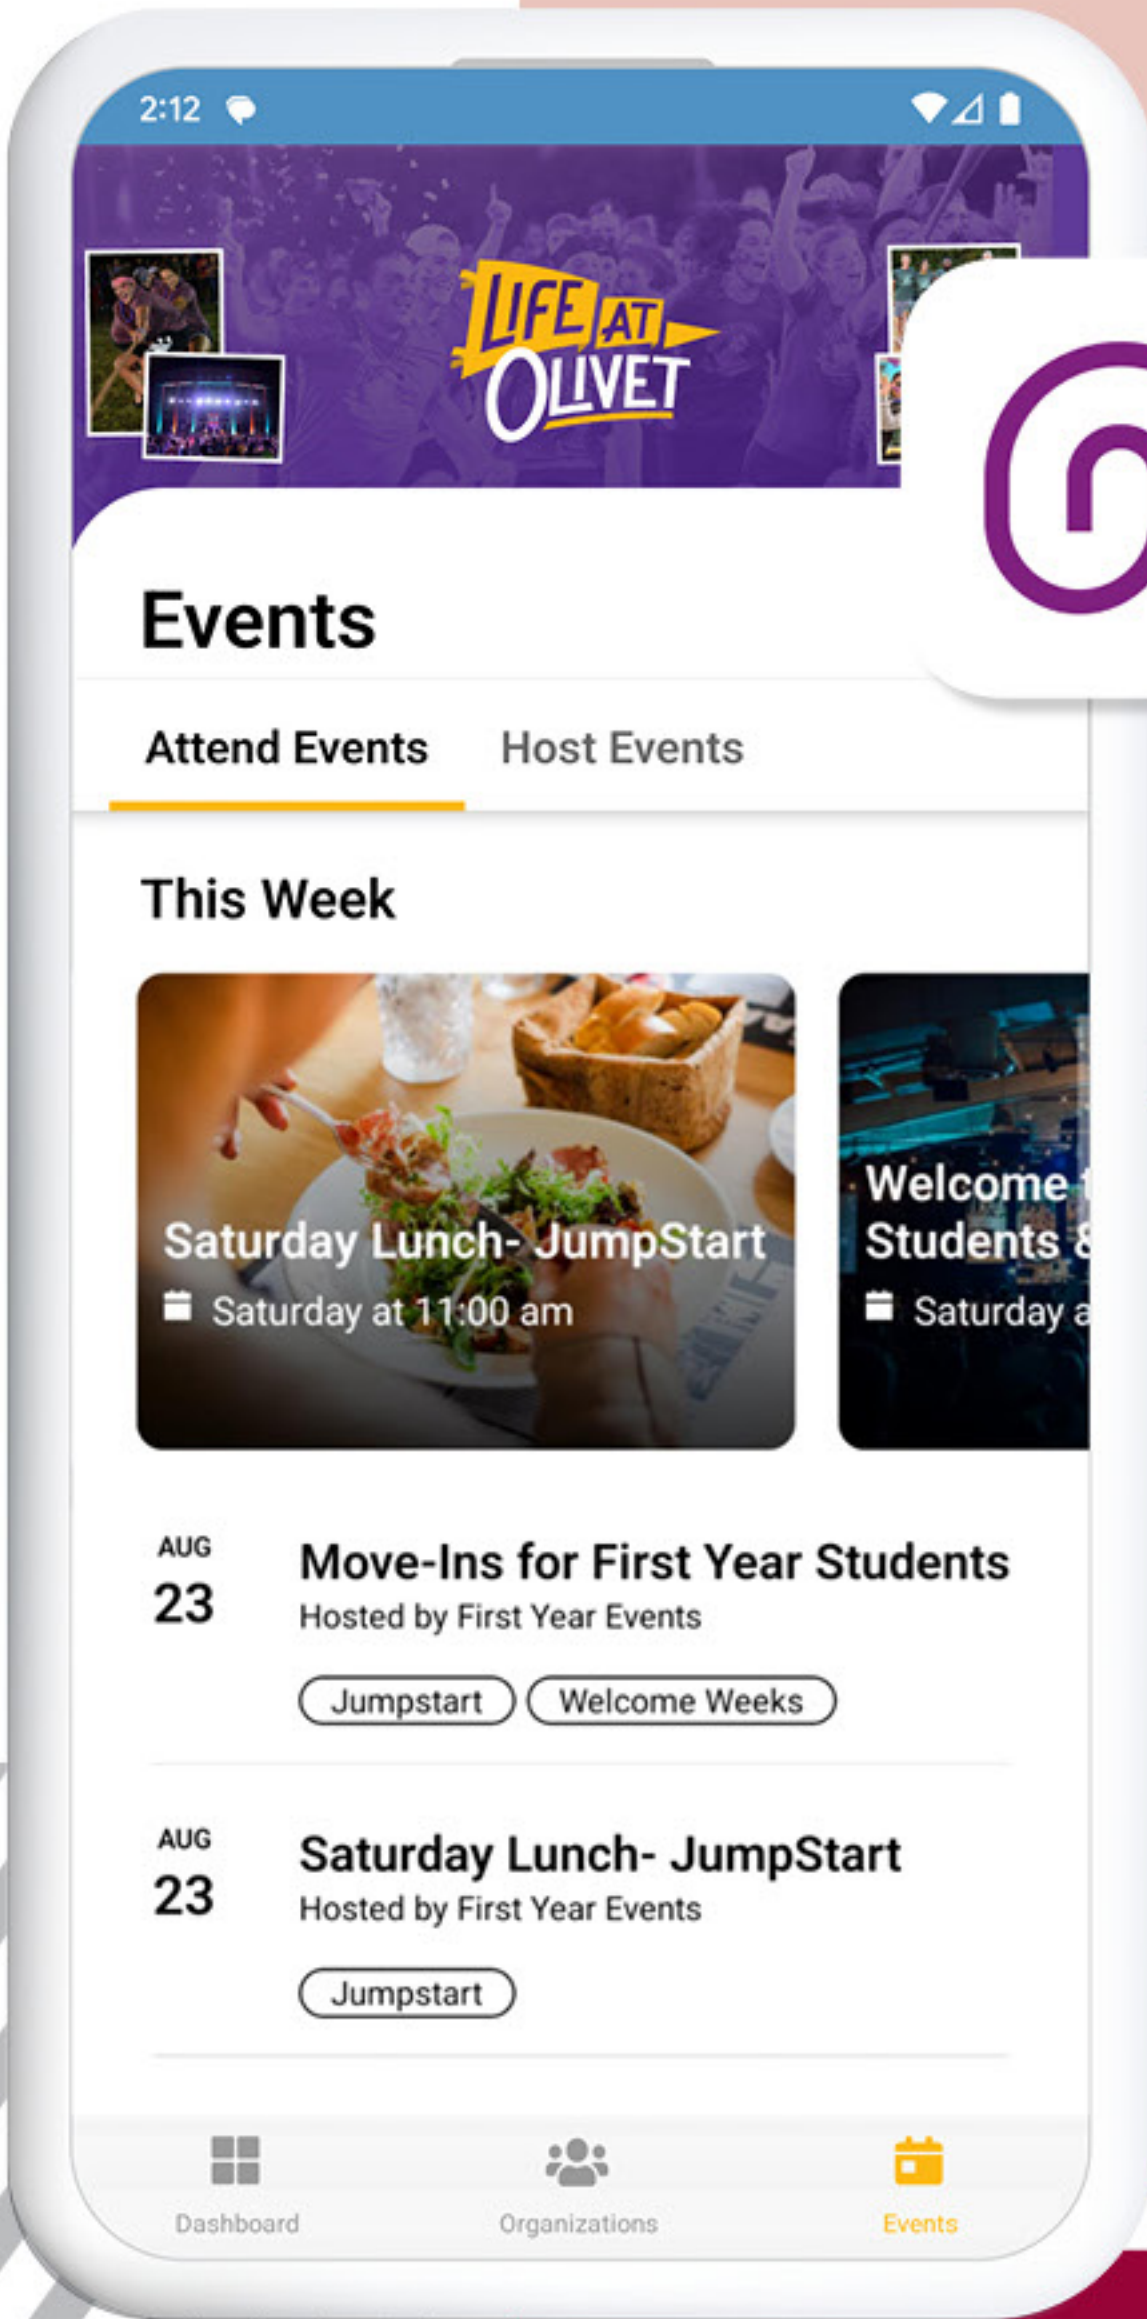 2:12
LIFE AT
OLIVET
Events
Attend Events Host Events
This Week
Saturday Lunch- JumpStart
Saturday at 11:00 am
Welcome
Students &
Saturday
AUG
23
Move-Ins for First Year Students
Hosted by First Year Events
Jumpstart Welcome Weeks
AUG
23
Saturday Lunch- JumpStart
Hosted by First Year Events
Jumpstart
Dashboard Organizations Events